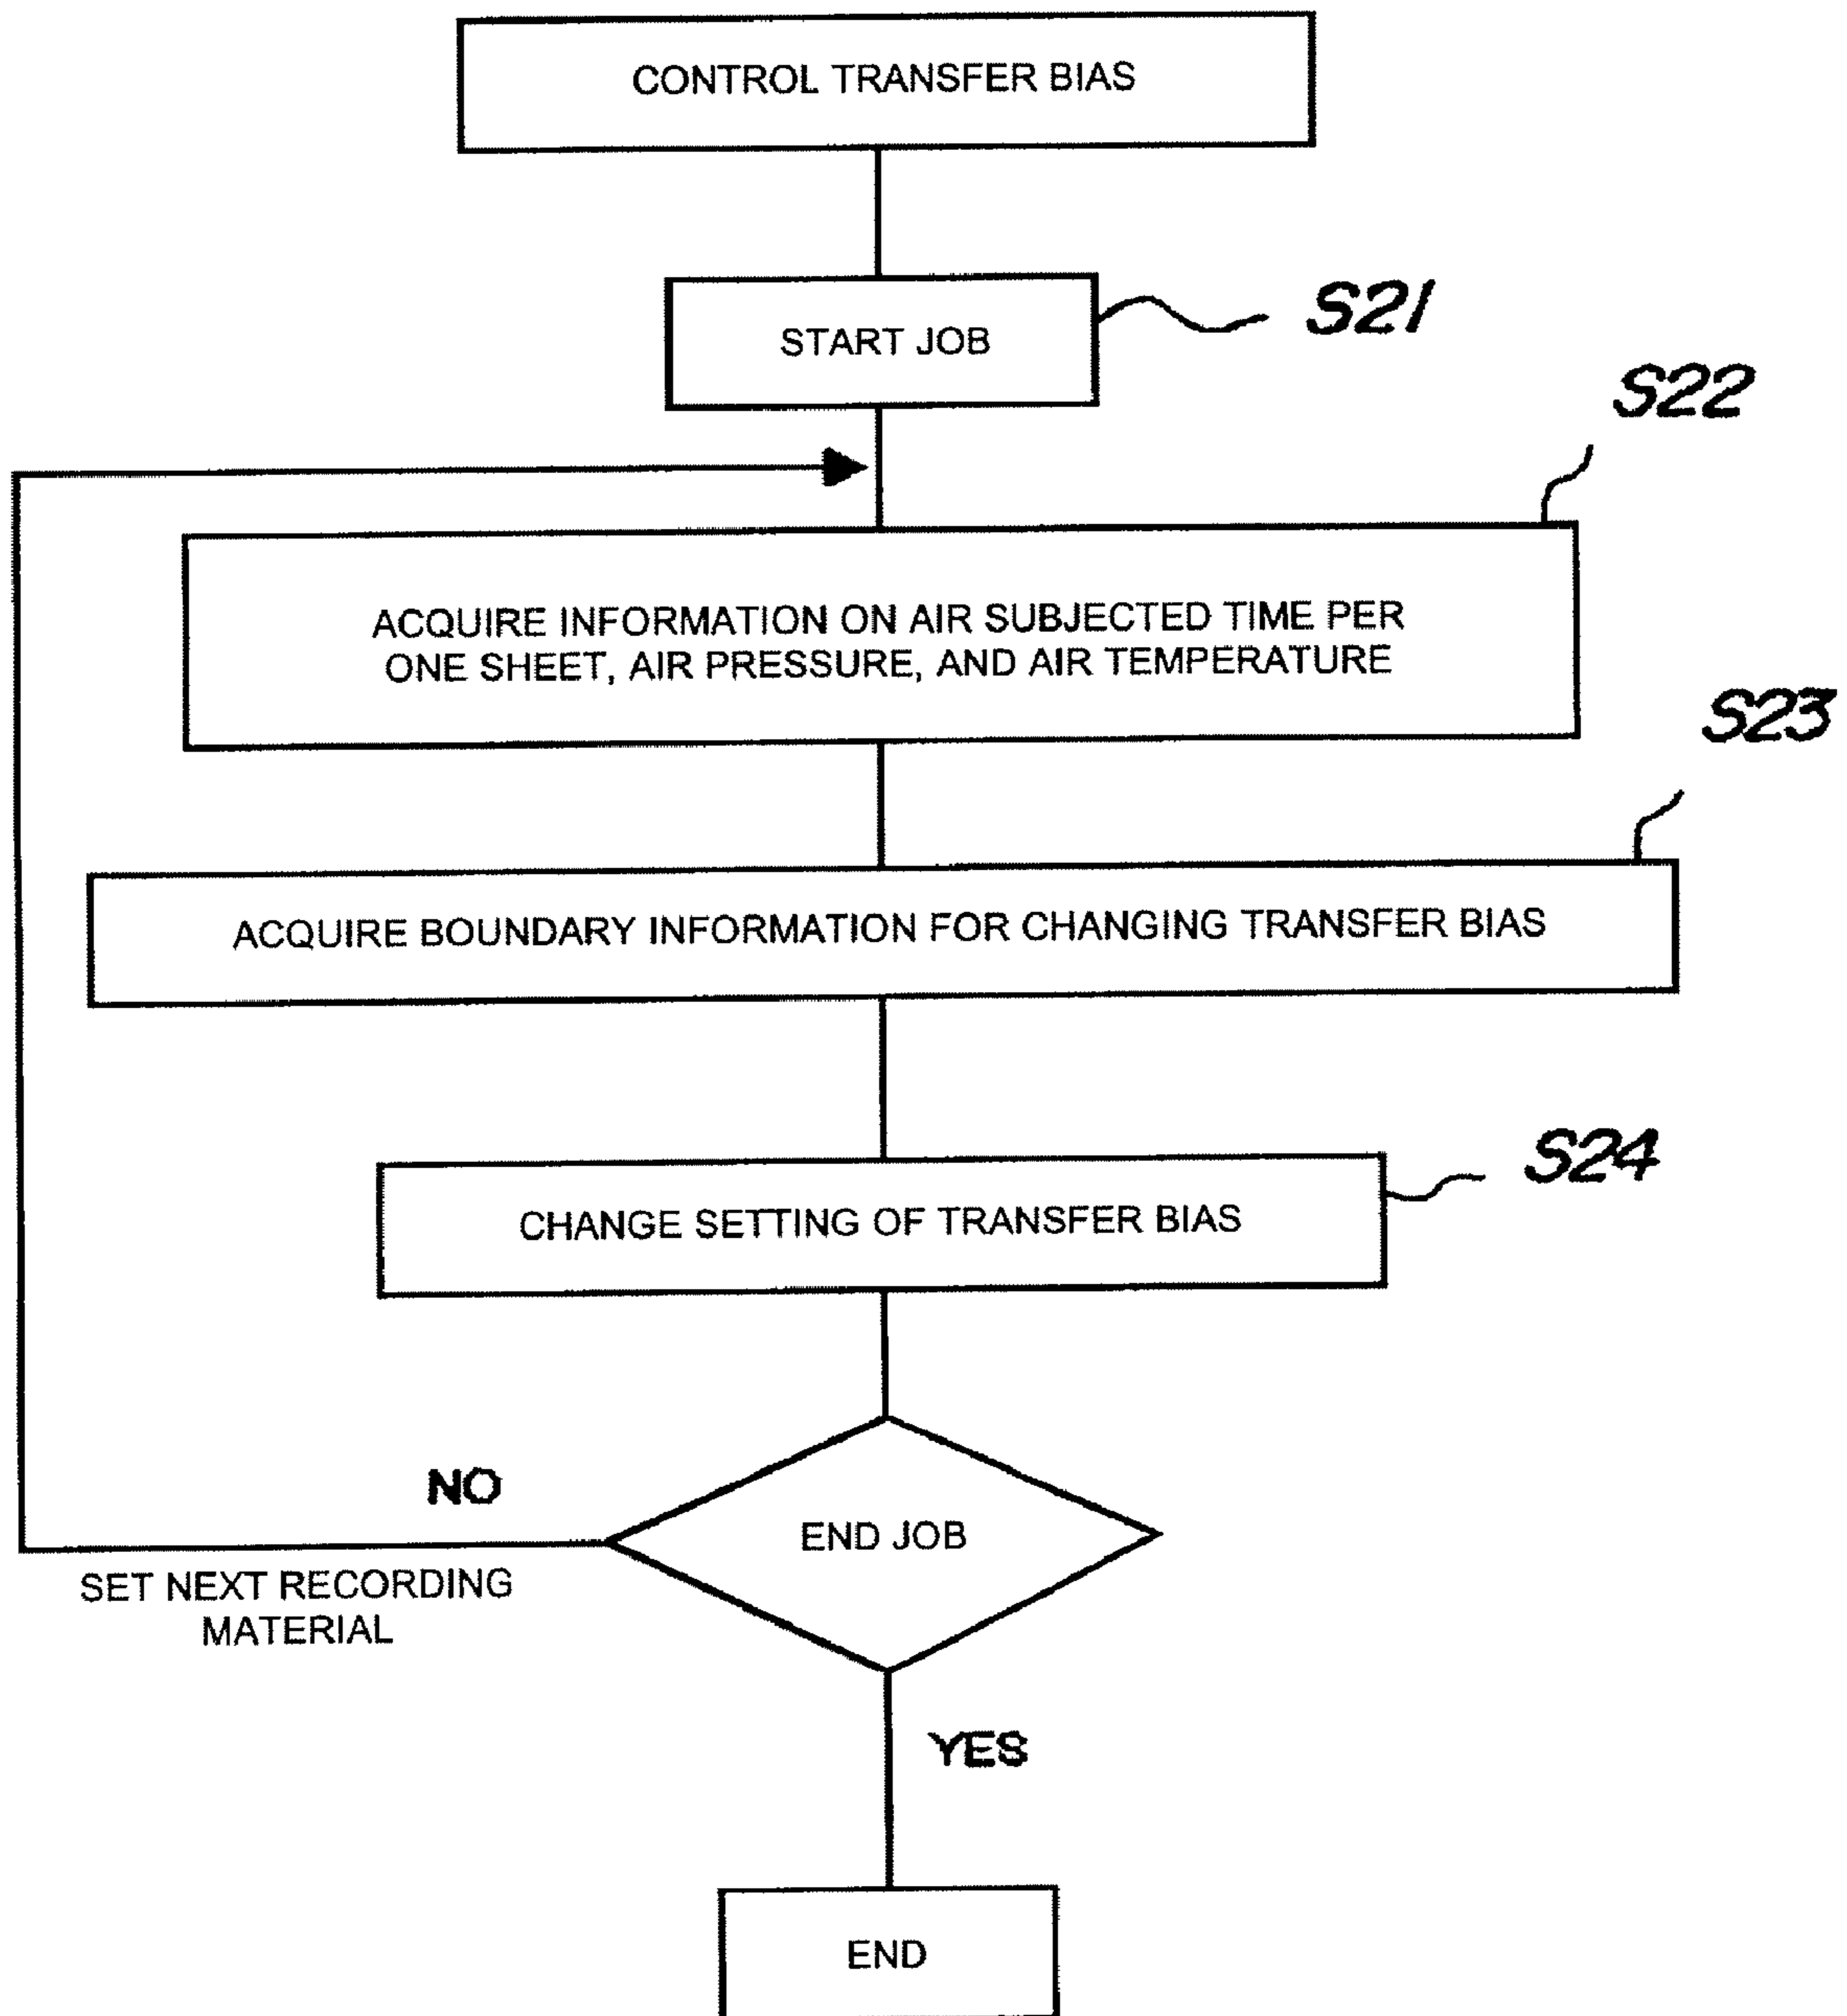 CONTROL TRANSFER BIAS
START JOB
S21
S22
ACQUIRE INFORMATION ON AIR SUBJECTED TIME PER
ONE SHEET, AIR PRESSURE, AND AIR TEMPERATURE
S23
ACQUIRE BOUNDARY INFORMATION FOR CHANGING TRANSFER BIAS
S24
CHANGE SETTING OF TRANSFER BIAS
NO
END JOB
SET NEXT RECORDING
MATERIAL
YES
END